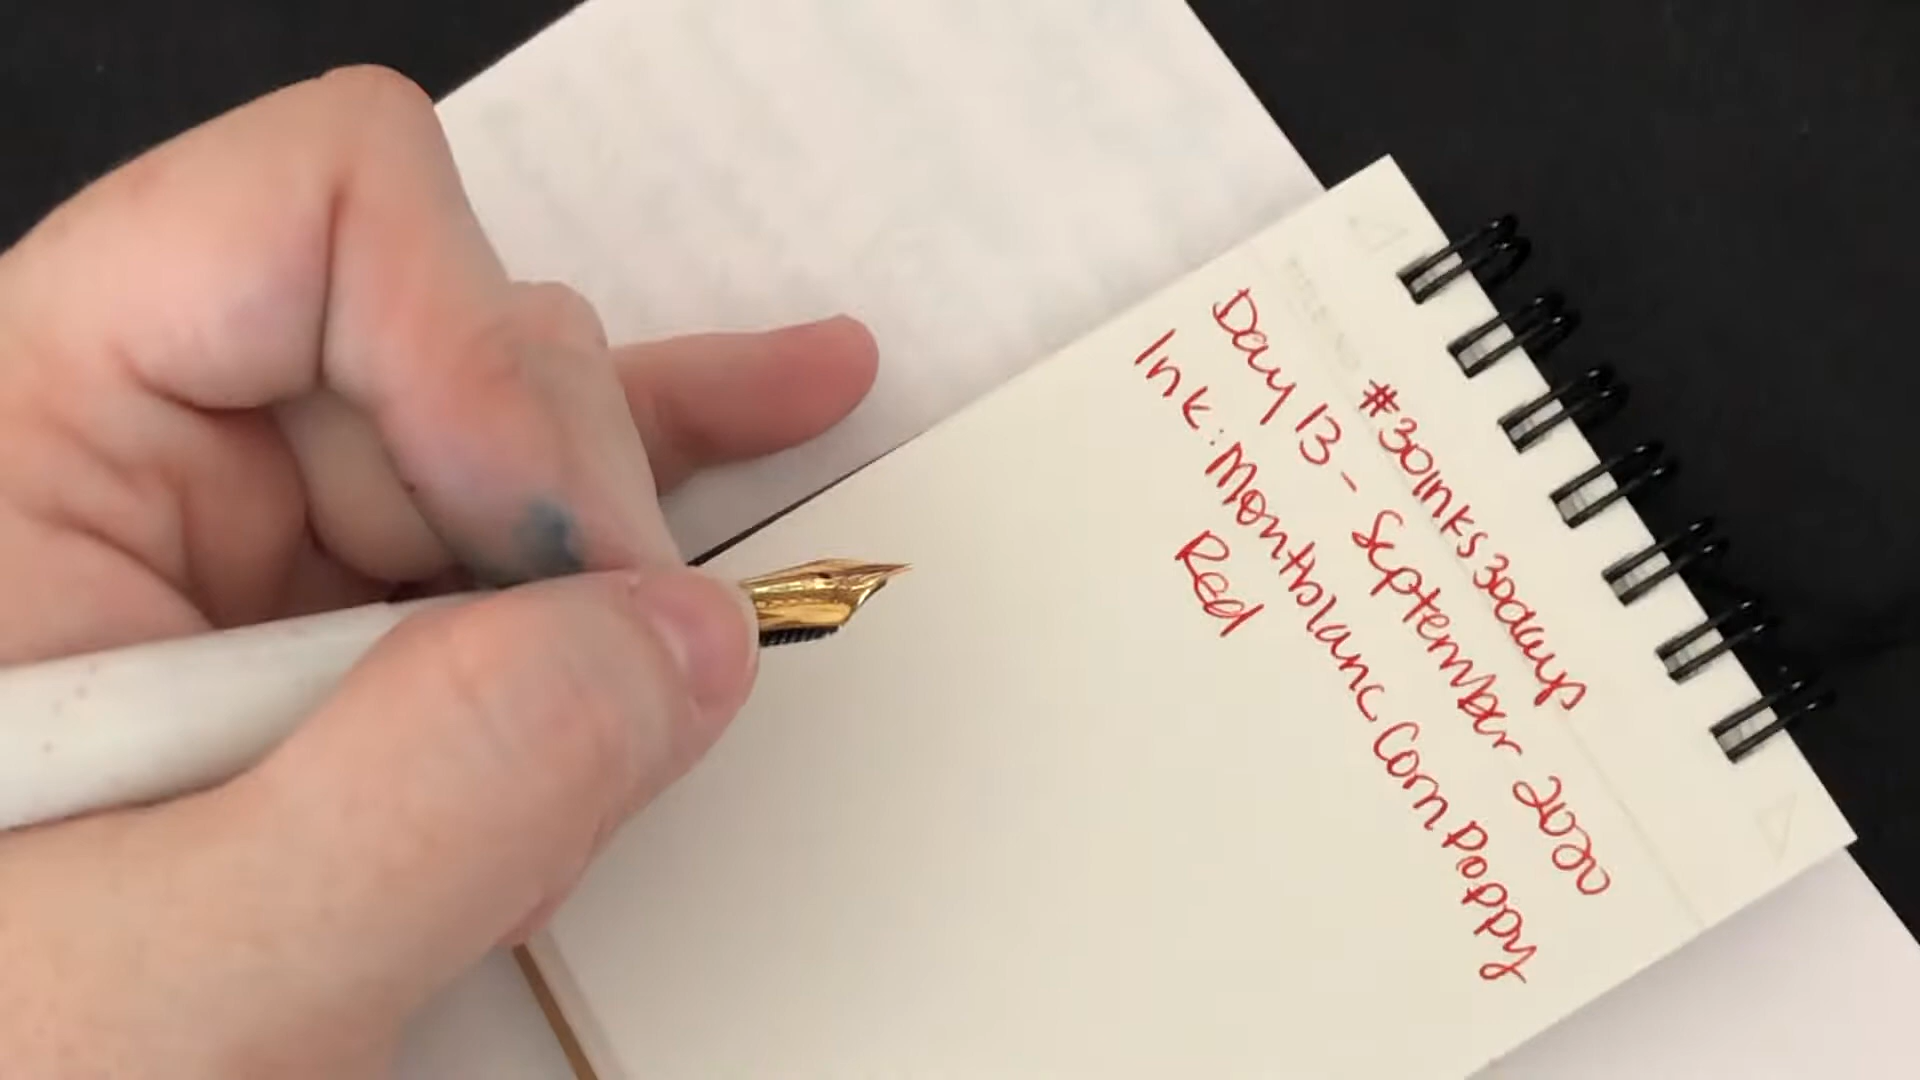 #30inks30days
Day 13 - September 2020
Ink: Montblanc Corn Poppy
Red